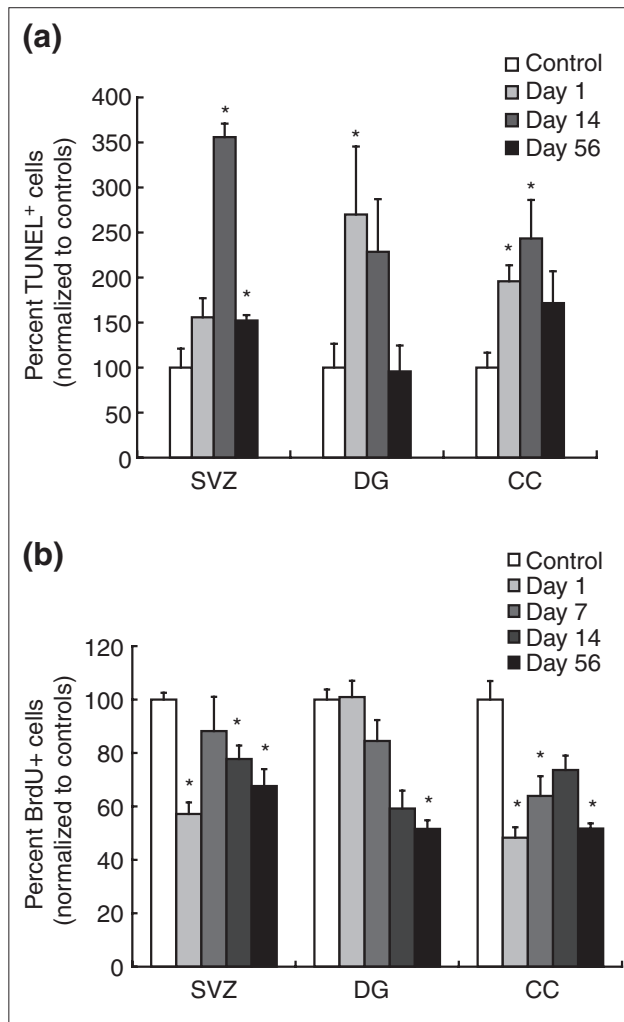 (a)
Control
Day 1
Day 14
Day 56
Percent TUNEL+ cells
(normalized to controls)
400
350
300
250
200
150
100
50
0
* * * * *
SVZ DG CC
(b)
Control
Day 1
Day 7
Day 14
Day 56
Percent BrdU+ cells
(normalized to controls)
120
100
80
60
40
20
0
* * * * * * *
SVZ DG CC